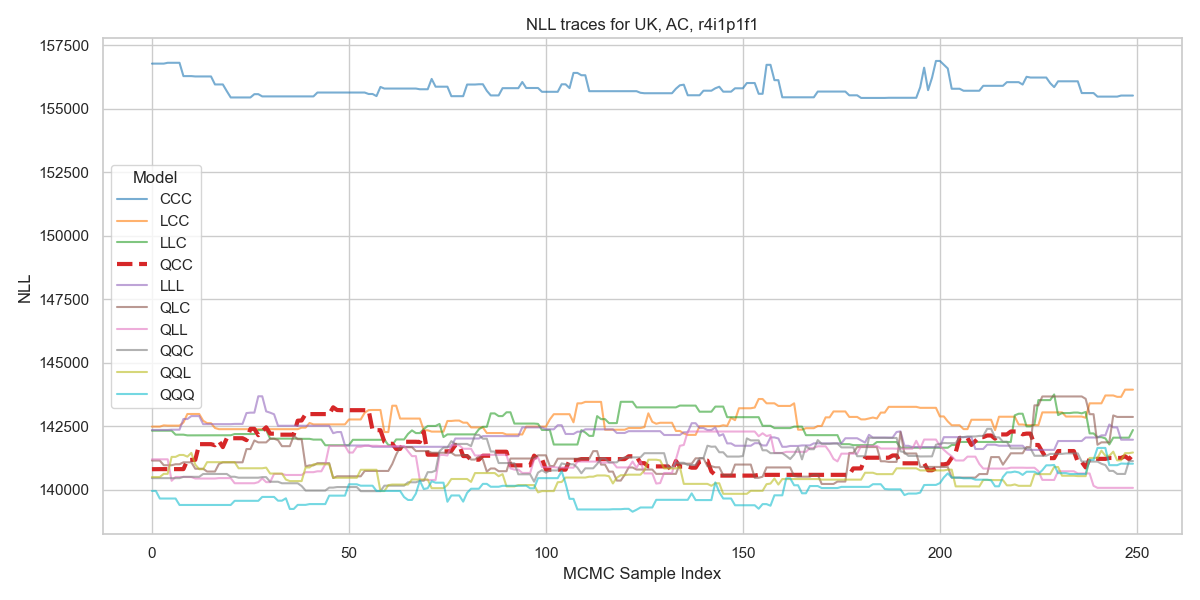 NLL traces for UK, AC, r4i1p1f1
157500
155000
152500
150000
147500
145000
142500
140000
NLL
Model
CCC
LCC
LLC
QCC
LLL
QLC
QLL
QQC
QQL
QQQ
0
50
100
150
200
250
MCMC Sample Index